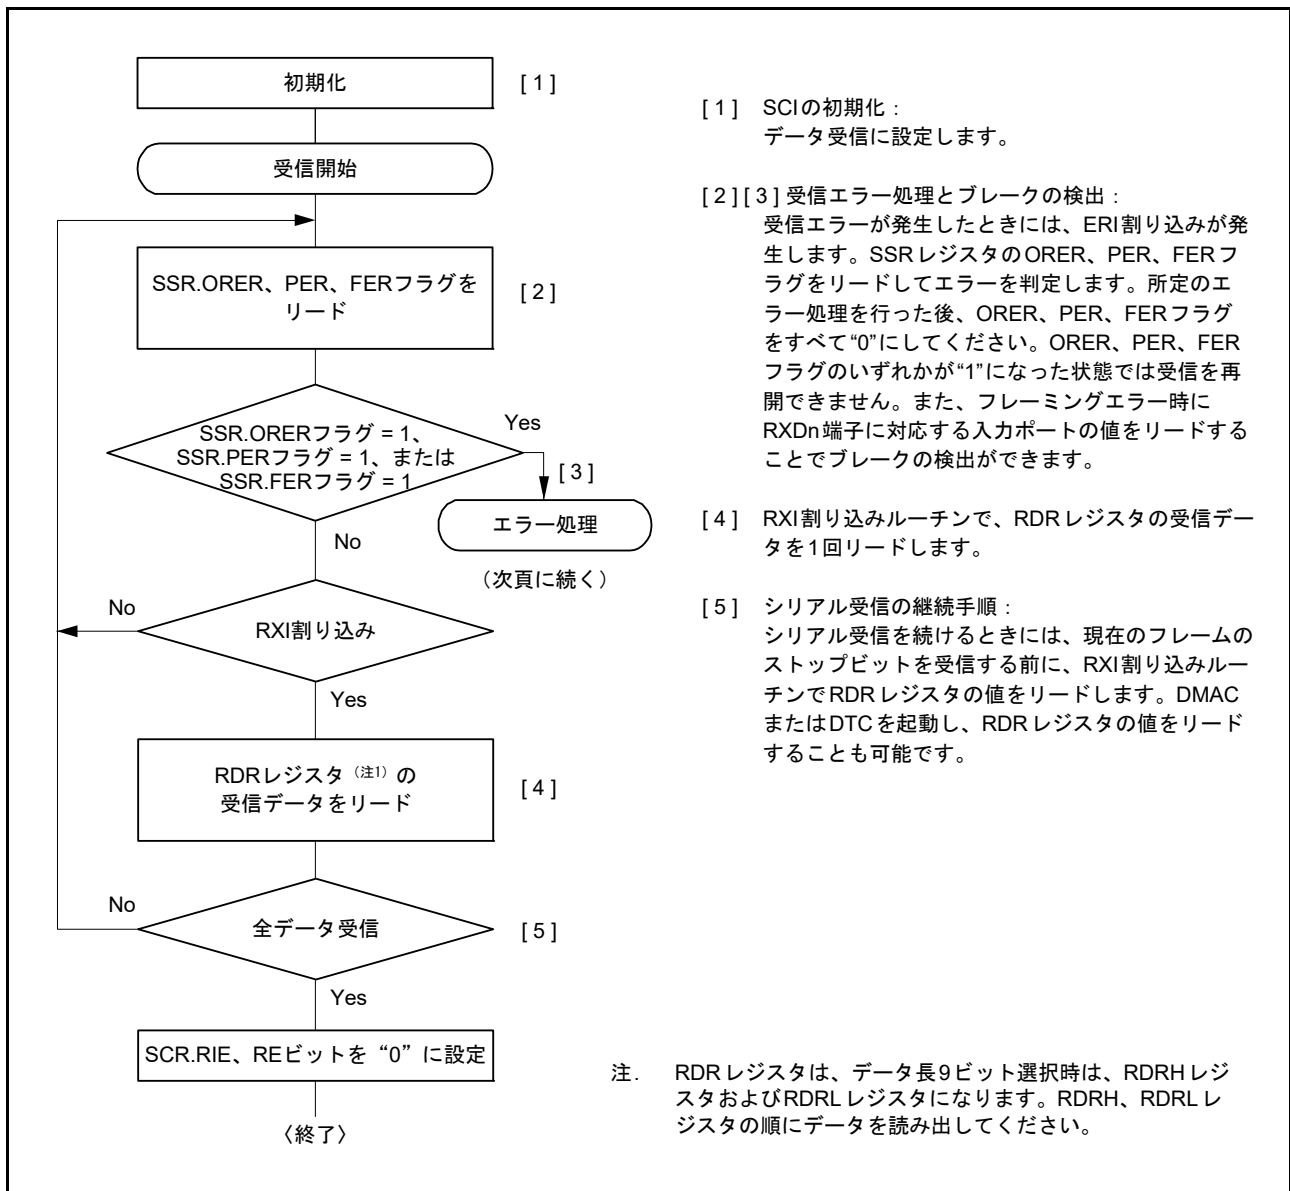 初期化
[ 1 ]
受信開始
SSR.ORER、PER、FERフラグを
リード
[ 2 ]
SSR.ORERフラグ = 1、
SSR.PERフラグ = 1、または
SSR.FERフラグ = 1
Yes
[ 3 ]
エラー処理
（次頁に続く）
No
RXI割り込み
No
Yes
RDRレジスタ（注1）の
受信データをリード
[ 4 ]
No
全データ受信
[ 5 ]
Yes
SCR.RIE、REビットを“0”に設定
〈終了〉
[ 1 ] SCIの初期化：
データ受信に設定します。
[ 2 ][ 3 ] 受信エラー処理とブレークの検出：
受信エラーが発生したときには、ERI割り込みが発
生します。SSRレジスタのORER、PER、FERフ
ラグをリードしてエラーを判定します。所定のエ
ラー処理を行った後、ORER、PER、FERフラグ
をすべて“0”にしてください。ORER、PER、FER
フラグのいずれかが“1”になった状態では受信を再
開できません。また、フレーミングエラー時に
RXDn端子に対応する入力ポートの値をリードする
ことでブレークの検出ができます。
[ 4 ] RXI割り込みルーチンで、RDRレジスタの受信デー
タを1回リードします。
[ 5 ] シリアル受信の継続手順：
シリアル受信を続けるときには、現在のフレームの
ストップビットを受信する前に、RXI割り込みルー
チンでRDRレジスタの値をリードします。DMAC
またはDTCを起動し、RDRレジスタの値をリード
することも可能です。
注. RDRレジスタは、データ長9ビット選択時は、RDRHレジ
スタおよびRDRLレジスタになります。RDRH、RDRLレ
ジスタの順にデータを読み出してください。